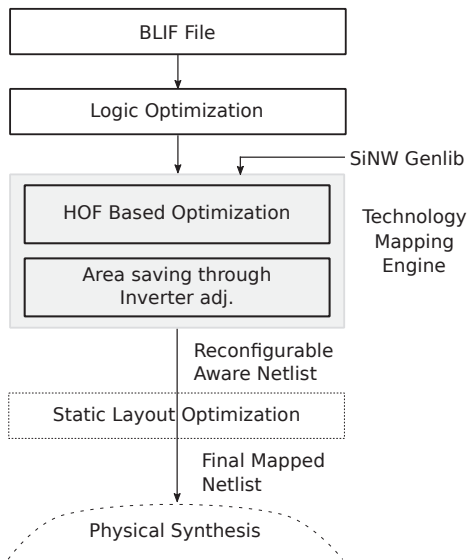 BLIF File
Logic Optimization
SiNW Genlib
HOF Based Optimization
Technology
Mapping
Engine
Area saving through
Inverter adj.
Reconfigurable
Aware Netlist
Static Layout Optimization
Final Mapped
Netlist
Physical Synthesis